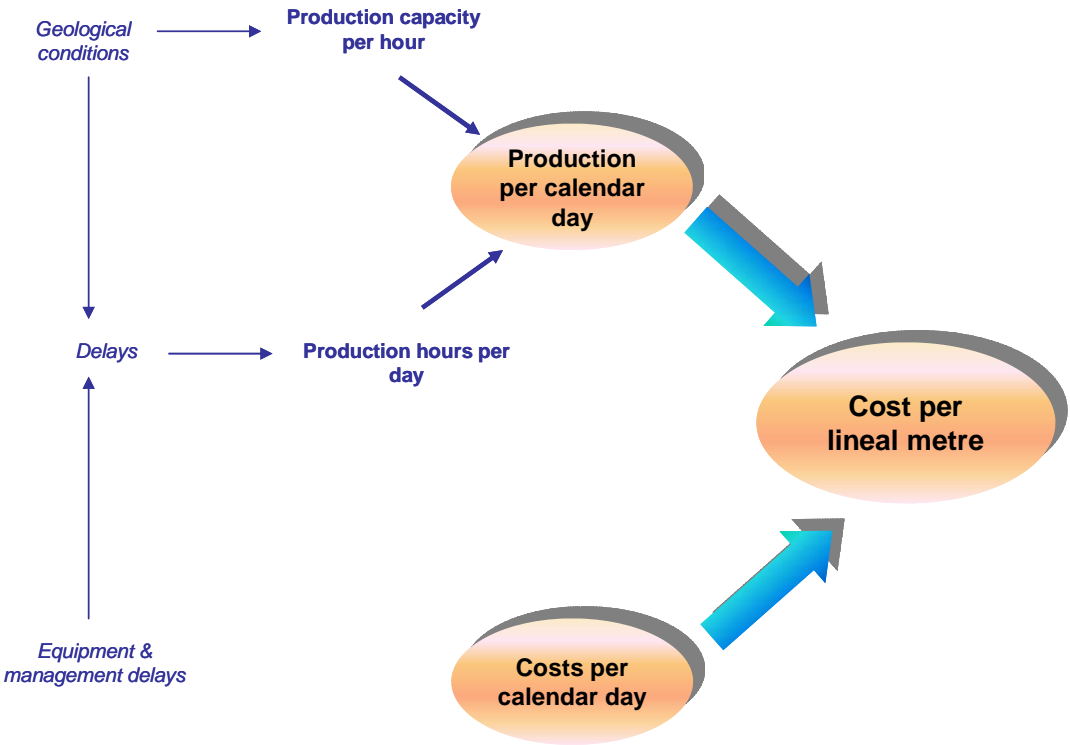 Geological
conditions
Production capacity
per hour
Production
per calendar
day
Delays
Production hours per
day
Cost per
lineal metre
Equipment &
management delays
Costs per
calendar day